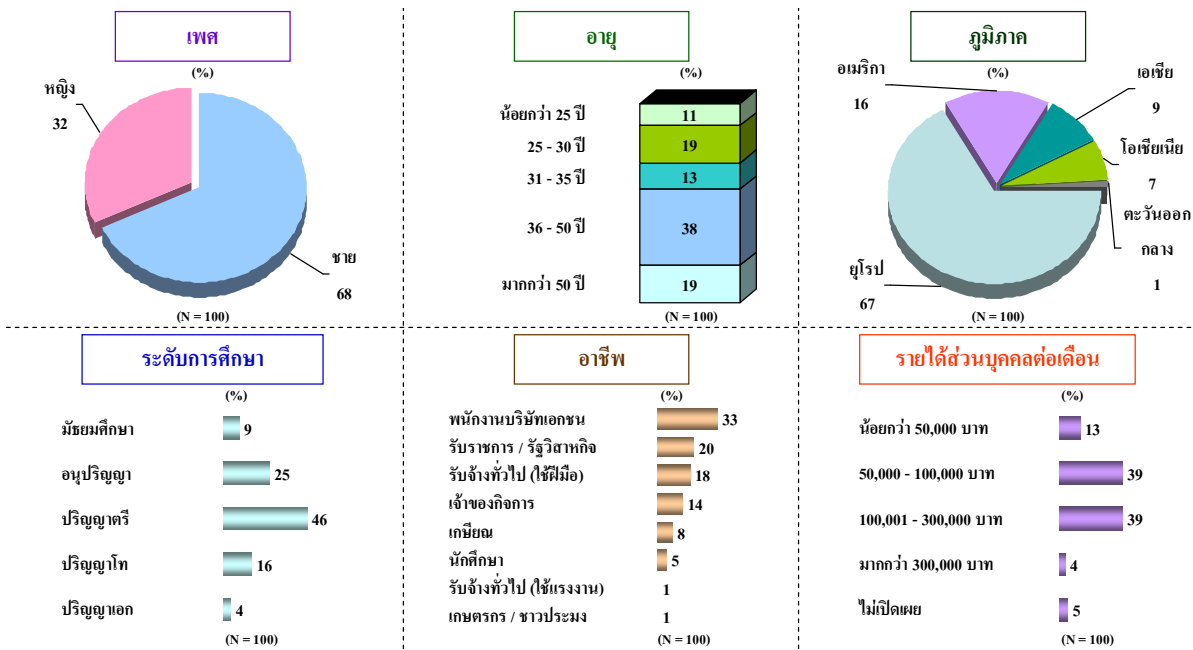 เพศ
(%)
หญิง
32
ชาย
68
(N = 100)
อายุ
(%)
น้อยกว่า 25 ปี 11
25 - 30 ปี 19
31 - 35 ปี 13
36 - 50 ปี 38
มากกว่า 50 ปี 19
(N = 100)
ภูมิภาค
(%)
อเมริกา
16
เอเชีย
9
โอเชียเนีย
7
ตะวันออก
กลาง
1
ยุโรป
67
(N = 100)
ระดับการศึกษา
(%)
มัธยมศึกษา 9
อนุปริญญา 25
ปริญญาตรี 46
ปริญญาโท 16
ปริญญาเอก 4
(N = 100)
อาชีพ
(%)
พนักงานบริษัทเอกชน 33
รับราชการ / รัฐวิสาหกิจ 20
รับจ้างทั่วไป (ใช้ฝีมือ) 18
เจ้าของกิจการ 14
เกษียณ 8
นักศึกษา 5
รับจ้างทั่วไป (ใช้แรงงาน) 1
เกษตรกร / ชาวประมง 1
(N = 100)
รายได้ส่วนบุคคลต่อเดือน
(%)
น้อยกว่า 50,000 บาท 13
50,000 - 100,000 บาท 39
100,001 - 300,000 บาท 39
มากกว่า 300,000 บาท 4
ไม่เปิดเผย 5
(N = 100)